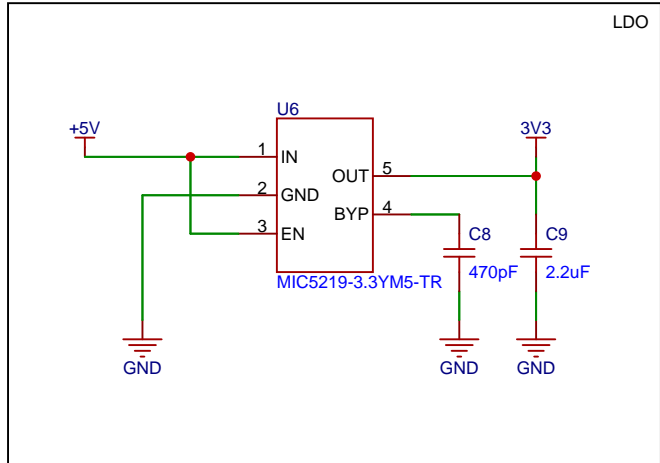 LDO
U6
+5V
3V3
1 IN
OUT 5
2 GND
BYP 4
3 EN
C8
C9
470pF
2.2uF
MIC5219-3.3YM5-TR
GND
GND
GND